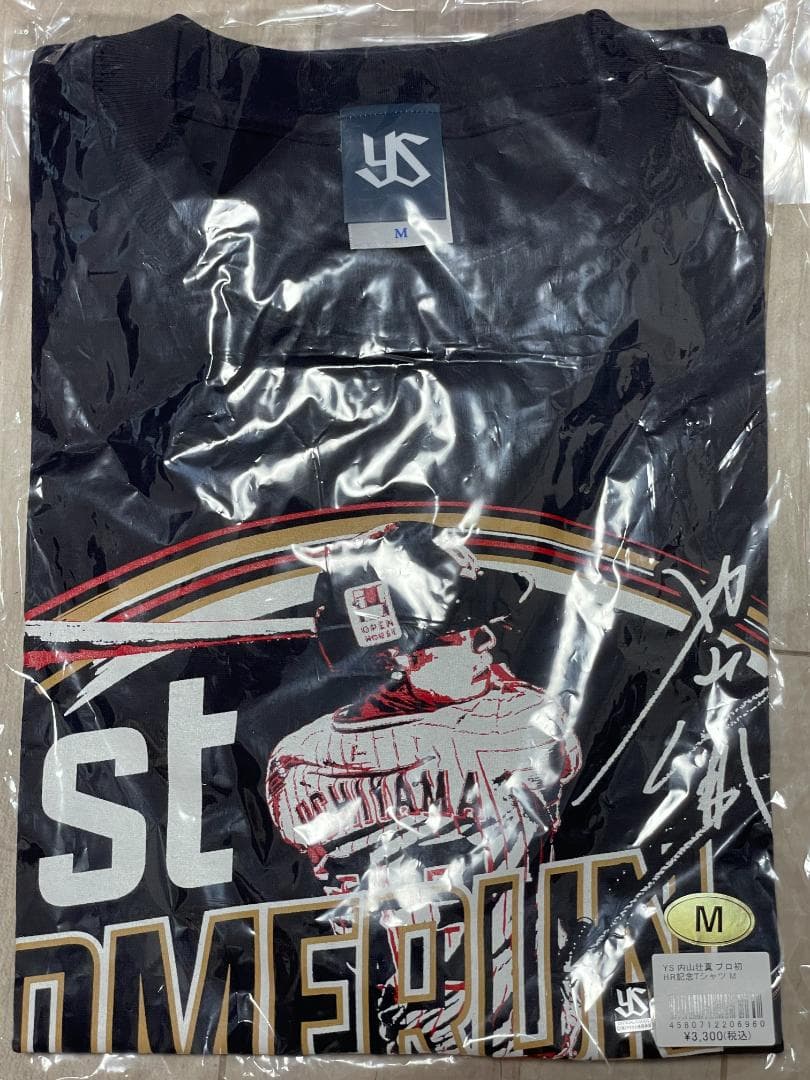 YS
M
OPEN
HOUSE
UCHIYAMA
st
OMERUN
M
YS 内山壮真 プロ初
HR記念Tシャツ M
YS
4580712206960
¥3,300(税込)